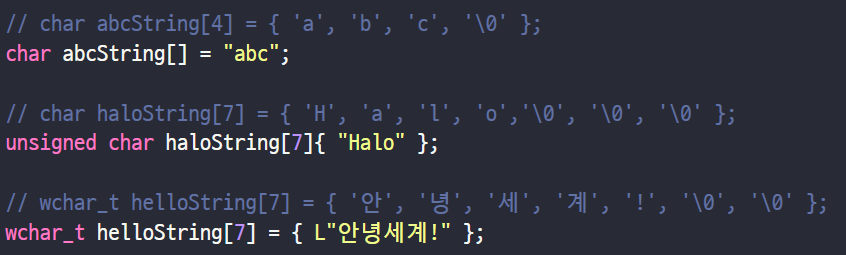 // char abcString[4] = { 'a', 'b', 'c', '\0' };
char abcString[] = "abc";
// char haloString[7] = { 'H', 'a', 'l', 'o','\0', '\0', '\0' };
unsigned char haloString[7]{ "Halo" };
// wchar_t helloString[7] = { '안', '녕', '세', '계', '!', '\0', '\0' };
wchar_t helloString[7] = { L"안녕세계!" };